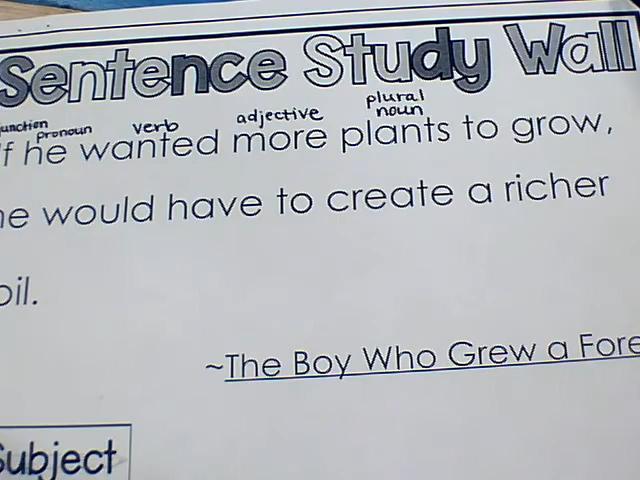 Sentence Study Wall
plural
unction pronoun verb adjective noun
f he wanted more plants to grow,
he would have to create a richer
oil.
~The Boy Who Grew a Fore
Subject